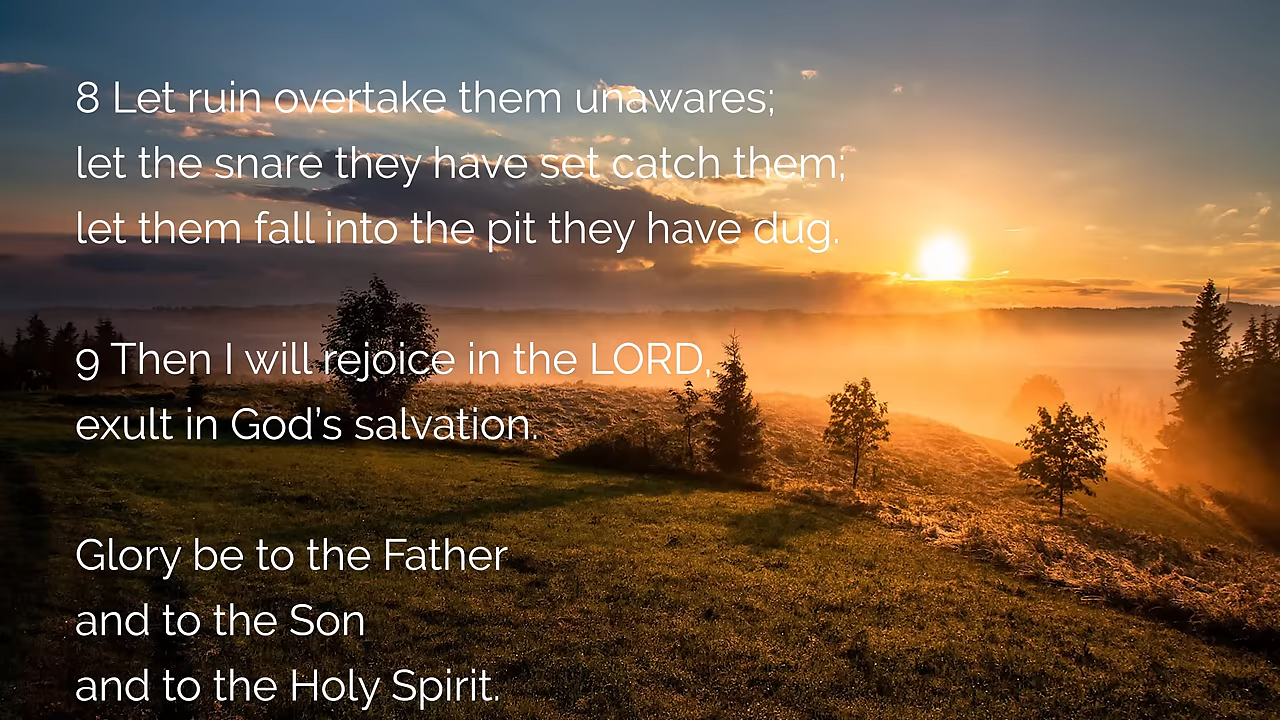 8 Let ruin overtake them unawares;
let the snare they have set catch them;
let them fall into the pit they have dug.
9 Then I will rejoice in the LORD,
exult in God’s salvation.
Glory be to the Father
and to the Son
and to the Holy Spirit.